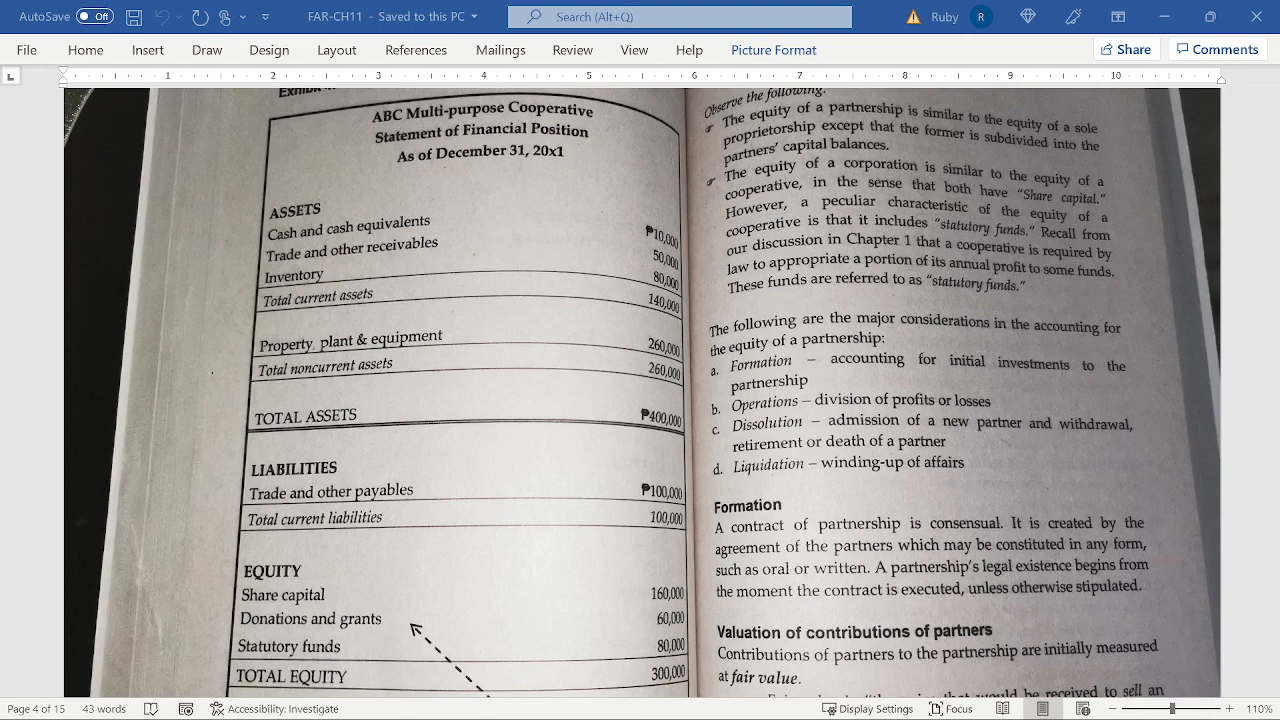 AutoSave Off
FAR-CH11 - Saved to this PC
Search (Alt+Q)
Ruby
R
File Home Insert Draw Design Layout References Mailings Review View Help Picture Format
Share
Comments
1 2 3 4 5 6 7 8 9 10
ABC Multi-purpose Cooperative
Statement of Financial Position
As of December 31, 20x1
ASSETS
Cash and cash equivalents ₱10,000
Trade and other receivables 50,000
Inventory 80,000
Total current assets 140,000
Property, plant & equipment 260,000
Total noncurrent assets 260,000
TOTAL ASSETS ₱400,000
LIABILITIES
Trade and other payables ₱100,000
Total current liabilities 100,000
EQUITY
Share capital 160,000
Donations and grants 60,000
Statutory funds 80,000
TOTAL EQUITY 300,000
Observe the following:
The equity of a partnership is similar to the equity of a sole
proprietorship except that the former is subdivided into the
partners' capital balances.
The equity of a corporation is similar to the equity of a
cooperative, in the sense that both have "Share capital."
However, a peculiar characteristic of the equity of a
cooperative is that it includes "statutory funds." Recall from
our discussion in Chapter 1 that a cooperative is required by
law to appropriate a portion of its annual profit to some funds.
These funds are referred to as "statutory funds."
The following are the major considerations in the accounting for
the equity of a partnership:
a. Formation – accounting for initial investments to the
partnership
b. Operations – division of profits or losses
c. Dissolution – admission of a new partner and withdrawal,
retirement or death of a partner
d. Liquidation – winding-up of affairs
Formation
A contract of partnership is consensual. It is created by the
agreement of the partners which may be constituted in any form,
such as oral or written. A partnership's legal existence begins from
the moment the contract is executed, unless otherwise stipulated.
Valuation of contributions of partners
Contributions of partners to the partnership are initially measured
at fair value.
would be received to sell an
Page 4 of 15
43 words
Accessibility: Investigate
Display Settings
Focus
110%